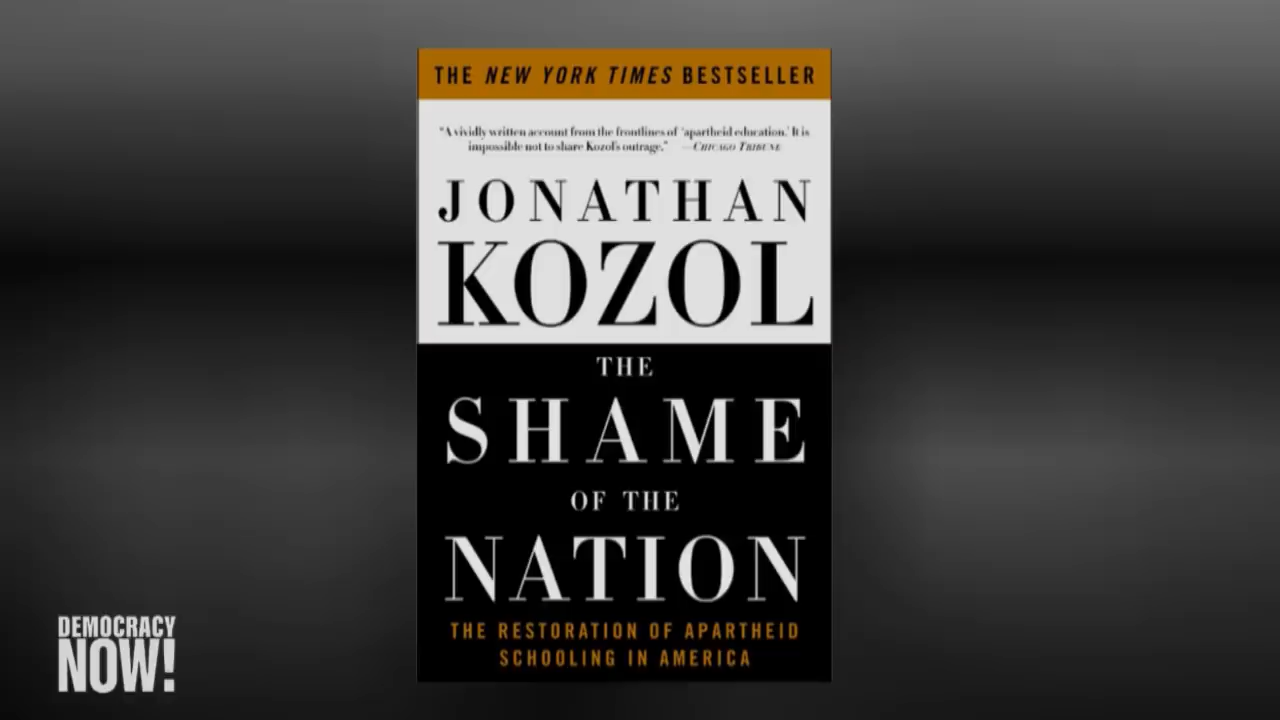 THE NEW YORK TIMES BESTSELLER
"A vividly written account from the frontlines of 'apartheid education.' It is
impossible not to share Kozol's outrage." —CHICAGO TRIBUNE
JONATHAN
KOZOL
THE
SHAME
OF THE
NATION
THE RESTORATION OF APARTHEID
SCHOOLING IN AMERICA
DEMOCRACY
NOW!